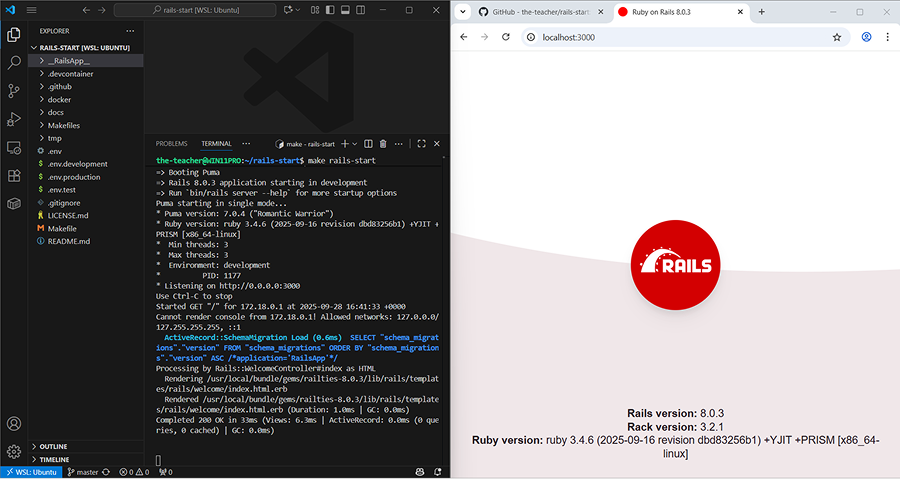 rails-start [WSL: Ubuntu]
EXPLORER
RAILS-START [WSL: UBUNTU]
__RailsApp__
.devcontainer
.github
docker
docs
Makefiles
tmp
.env
.env.development
.env.production
.env.test
.gitignore
LICENSE.md
Makefile
README.md
OUTLINE
TIMELINE
PROBLEMS TERMINAL make - rails-start
the-teacher@WIN11PRO:~/rails-start$ make rails-start
=> Booting Puma
=> Rails 8.0.3 application starting in development
=> Run `bin/rails server --help` for more startup options
Puma starting in single mode...
* Puma version: 7.0.4 ("Romantic Warrior")
* Ruby version: ruby 3.4.6 (2025-09-16 revision dbd83256b1) +YJIT +
PRISM [x86_64-linux]
* Min threads: 3
* Max threads: 3
* Environment: development
* PID: 1177
* Listening on http://0.0.0.0:3000
Use Ctrl-C to stop
Started GET "/" for 172.18.0.1 at 2025-09-28 16:41:33 +0000
Cannot render console from 172.18.0.1! Allowed networks: 127.0.0.0/
127.255.255.255, ::1
ActiveRecord::SchemaMigration Load (0.6ms) SELECT "schema_migrat
ions"."version" FROM "schema_migrations" ORDER BY "schema_migration
s"."version" ASC /*application='RailsApp'*/
Processing by Rails::WelcomeController#index as HTML
Rendering /usr/local/bundle/gems/railties-8.0.3/lib/rails/templat
es/rails/welcome/index.html.erb
Rendered /usr/local/bundle/gems/railties-8.0.3/lib/rails/template
s/rails/welcome/index.html.erb (Duration: 1.0ms | GC: 0.0ms)
Completed 200 OK in 33ms (Views: 6.3ms | ActiveRecord: 0.0ms (0 que
ries, 0 cached) | GC: 0.0ms)
WSL: Ubuntu master 0 0 0
GitHub - the-teacher/rails-start
Ruby on Rails 8.0.3
localhost:3000
RAILS
Rails version: 8.0.3
Rack version: 3.2.1
Ruby version: ruby 3.4.6 (2025-09-16 revision dbd83256b1) +YJIT +PRISM [x86_64-
linux]